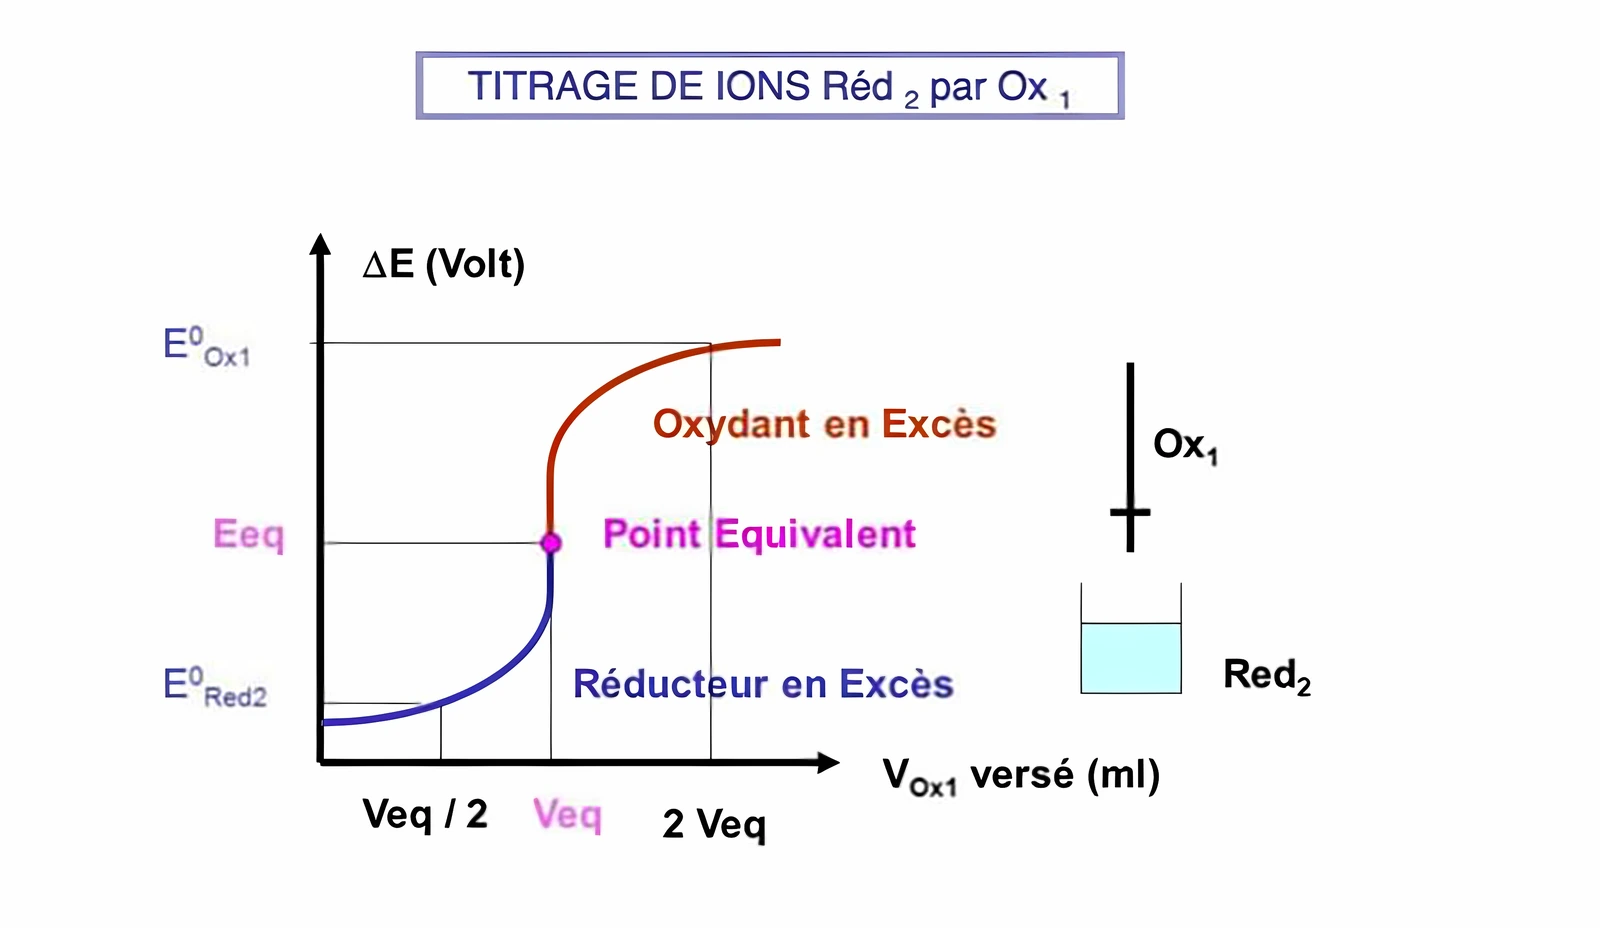 TITRAGE DE IONS Réd 2 par Ox 1
ΔE (Volt)
E0Ox1
Oxydant en Excès
Ox1
Eeq
Point Equivalent
E0Red2
Réducteur en Excès
Red2
VOx1 versé (ml)
Veq / 2
Veq
2 Veq